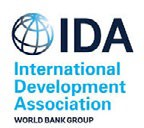 IDA
International
Development
Association
WORLD BANK GROUP